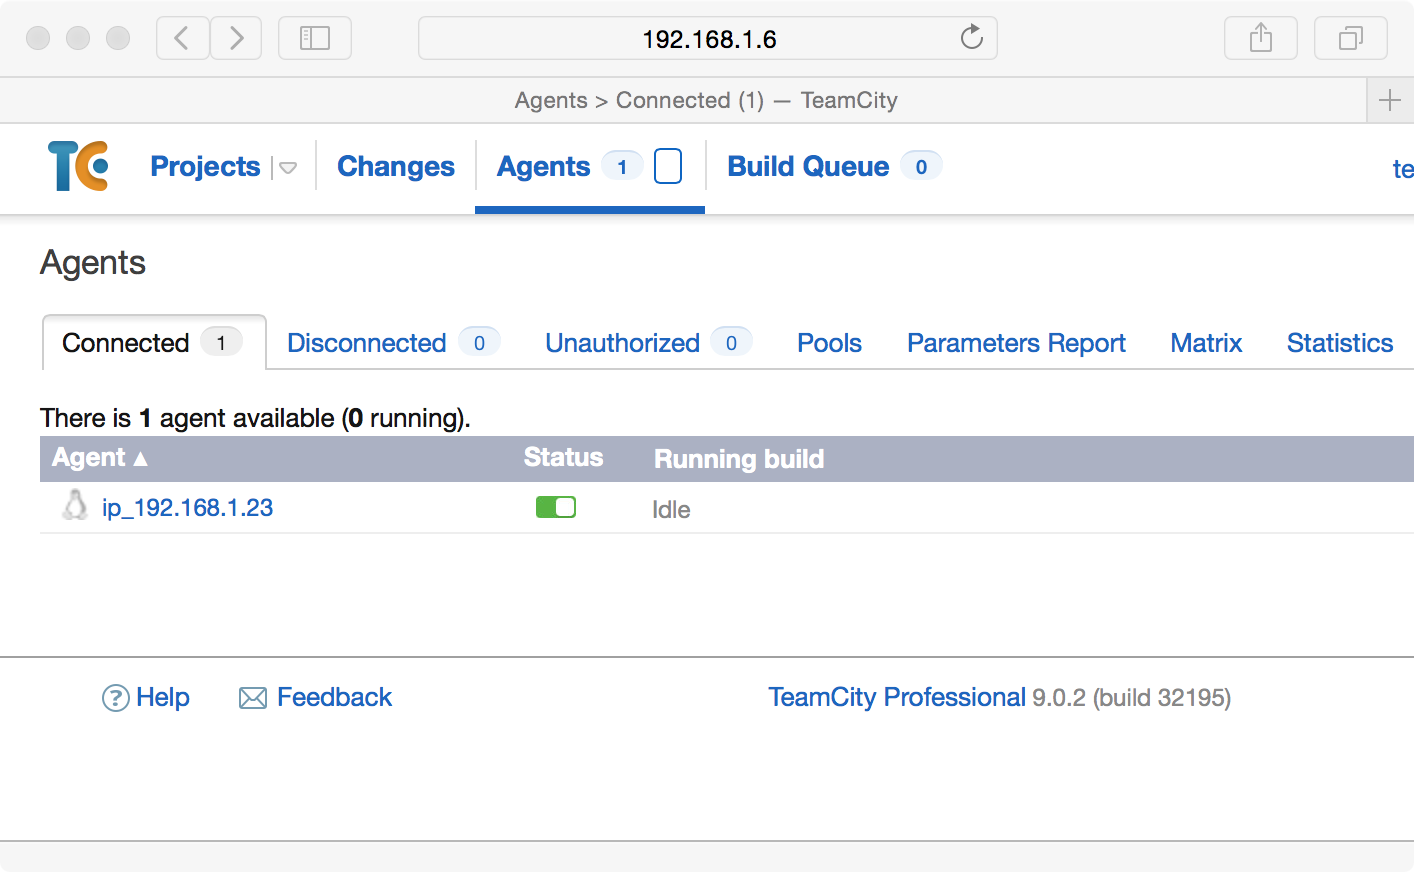 192.168.1.6
Agents > Connected (1) — TeamCity
TC Projects Changes Agents 1 Build Queue 0 te
Agents
Connected 1 Disconnected 0 Unauthorized 0 Pools Parameters Report Matrix Statistics
There is 1 agent available (0 running).
Agent ▲ Status Running build
ip_192.168.1.23 Idle
? Help Feedback TeamCity Professional 9.0.2 (build 32195)